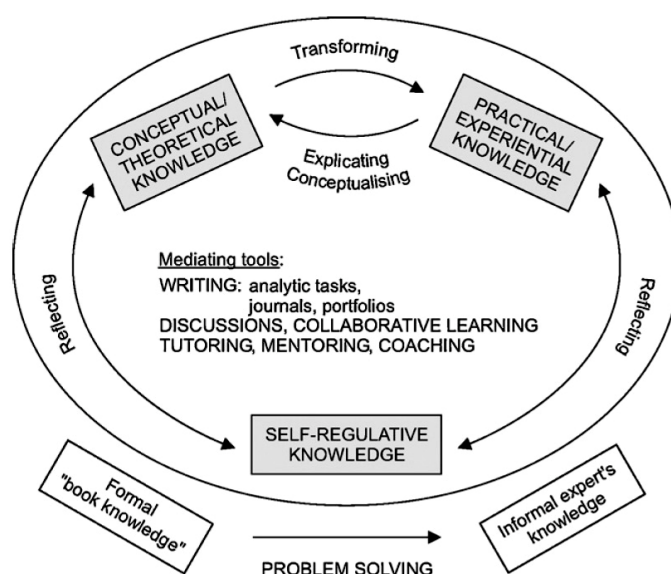 Transforming
CONCEPTUAL/
THEORETICAL
KNOWLEDGE
PRACTICAL/
EXPERIENTIAL
KNOWLEDGE
Explicating
Conceptualising
Mediating tools:
WRITING: analytic tasks,
journals, portfolios
DISCUSSIONS, COLLABORATIVE LEARNING
TUTORING, MENTORING, COACHING
Reflecting
Reflecting
SELF-REGULATIVE
KNOWLEDGE
Formal
"book knowledge"
Informal expert's
knowledge
PROBLEM SOLVING